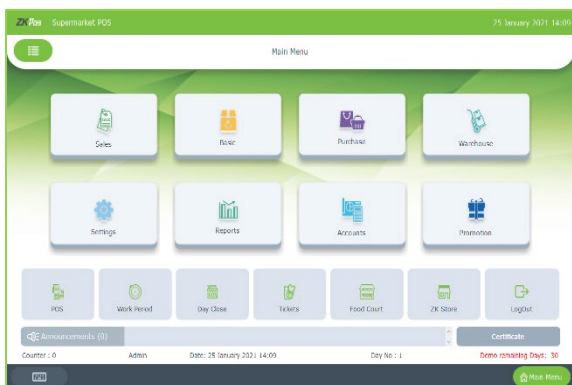 ZKPos Supermarket POS 25 January 2021 14:09
Main Menu
Sales Basic Purchase Warehouse
Settings Reports Accounts Promotion
POS Work Period Day Close Tickets Food Court ZK Store LogOut
Announcements (0) Certificate
Counter : 0 Admin Date: 25 January 2021 14:09 Day No : 1 Demo remaining Days: 30
Main Menu